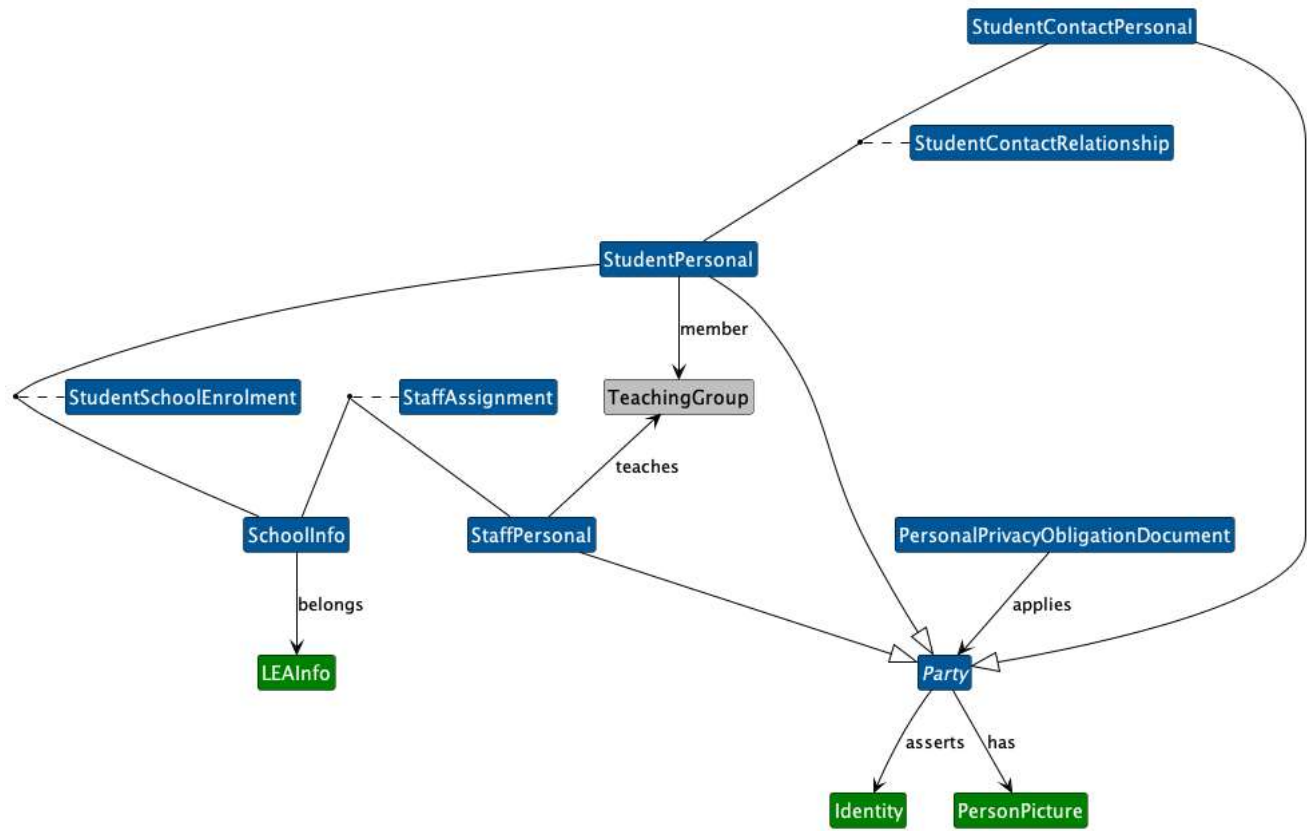 StudentContactPersonal
StudentContactRelationship
StudentPersonal
member
StudentSchoolEnrolment
StaffAssignment
TeachingGroup
teaches
SchoolInfo
StaffPersonal
PersonalPrivacyObligationDocument
belongs
applies
LEAInfo
Party
asserts
has
Identity
PersonPicture